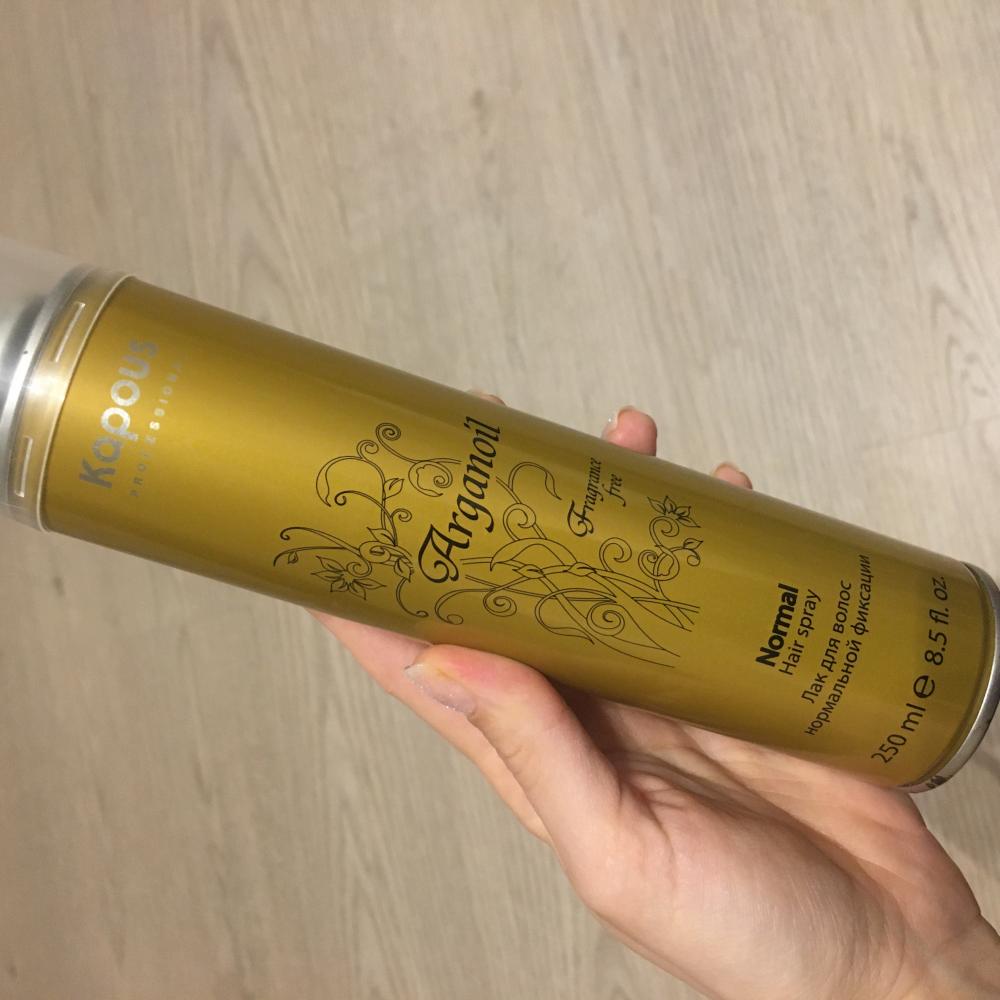 Kapous
PROFESSIONAL
Arganoil
Fragrance
free
Normal
Hair spray
Лак для волос
нормальной фиксации
250 ml ℮ 8.5 fl. oz.